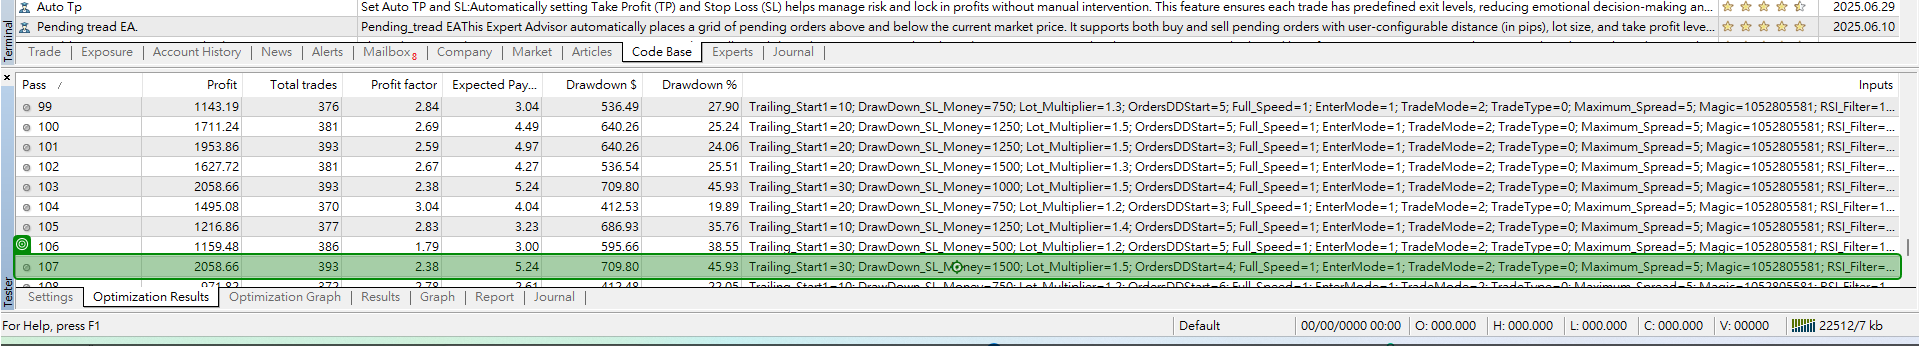 Auto Tp Set Auto TP and SL:Automatically setting Take Profit (TP) and Stop Loss (SL) helps manage risk and lock in profits without manual intervention. This feature ensures each trade has predefined exit levels, reducing emotional decision-making an... 2025.06.29
Pending tread EA. Pending_tread EAThis Expert Advisor automatically places a grid of pending orders above and below the current market price. It supports both buy and sell pending orders with user-configurable distance (in pips), lot size, and take profit leve... 2025.06.10
Terminal
Trade Exposure Account History News Alerts Mailbox 8 Company Market Articles Code Base Experts Journal
Pass Profit Total trades Profit factor Expected Pay... Drawdown $ Drawdown % Inputs
99 1143.19 376 2.84 3.04 536.49 27.90 Trailing_Start1=10; DrawDown_SL_Money=750; Lot_Multiplier=1.3; OrdersDDStart=5; Full_Speed=1; EnterMode=1; TradeMode=2; TradeType=0; Maximum_Spread=5; Magic=1052805581; RSI_Filter=1...
100 1711.24 381 2.69 4.49 640.26 25.24 Trailing_Start1=20; DrawDown_SL_Money=1250; Lot_Multiplier=1.5; OrdersDDStart=5; Full_Speed=1; EnterMode=1; TradeMode=2; TradeType=0; Maximum_Spread=5; Magic=1052805581; RSI_Filter=...
101 1953.86 393 2.59 4.97 640.26 24.06 Trailing_Start1=20; DrawDown_SL_Money=1250; Lot_Multiplier=1.5; OrdersDDStart=3; Full_Speed=1; EnterMode=1; TradeMode=2; TradeType=0; Maximum_Spread=5; Magic=1052805581; RSI_Filter=...
102 1627.72 381 2.67 4.27 536.54 25.51 Trailing_Start1=20; DrawDown_SL_Money=1500; Lot_Multiplier=1.3; OrdersDDStart=5; Full_Speed=1; EnterMode=1; TradeMode=2; TradeType=0; Maximum_Spread=5; Magic=1052805581; RSI_Filter=...
103 2058.66 393 2.38 5.24 709.80 45.93 Trailing_Start1=30; DrawDown_SL_Money=1000; Lot_Multiplier=1.5; OrdersDDStart=4; Full_Speed=1; EnterMode=1; TradeMode=2; TradeType=0; Maximum_Spread=5; Magic=1052805581; RSI_Filter=...
104 1495.08 370 3.04 4.04 412.53 19.89 Trailing_Start1=20; DrawDown_SL_Money=750; Lot_Multiplier=1.2; OrdersDDStart=3; Full_Speed=1; EnterMode=1; TradeMode=2; TradeType=0; Maximum_Spread=5; Magic=1052805581; RSI_Filter=1...
105 1216.86 377 2.83 3.23 686.93 35.76 Trailing_Start1=10; DrawDown_SL_Money=1250; Lot_Multiplier=1.4; OrdersDDStart=5; Full_Speed=1; EnterMode=1; TradeMode=2; TradeType=0; Maximum_Spread=5; Magic=1052805581; RSI_Filter=...
106 1159.48 386 1.79 3.00 595.66 38.55 Trailing_Start1=30; DrawDown_SL_Money=500; Lot_Multiplier=1.2; OrdersDDStart=5; Full_Speed=1; EnterMode=1; TradeMode=2; TradeType=0; Maximum_Spread=5; Magic=1052805581; RSI_Filter=1...
107 2058.66 393 2.38 5.24 709.80 45.93 Trailing_Start1=30; DrawDown_SL_Money=1500; Lot_Multiplier=1.5; OrdersDDStart=4; Full_Speed=1; EnterMode=1; TradeMode=2; TradeType=0; Maximum_Spread=5; Magic=1052805581; RSI_Filter=...
Tester
Settings Optimization Results Optimization Graph Results Graph Report Journal
For Help, press F1 Default 00/00/0000 00:00 O: 000.000 H: 000.000 L: 000.000 C: 000.000 V: 00000 22512/7 kb